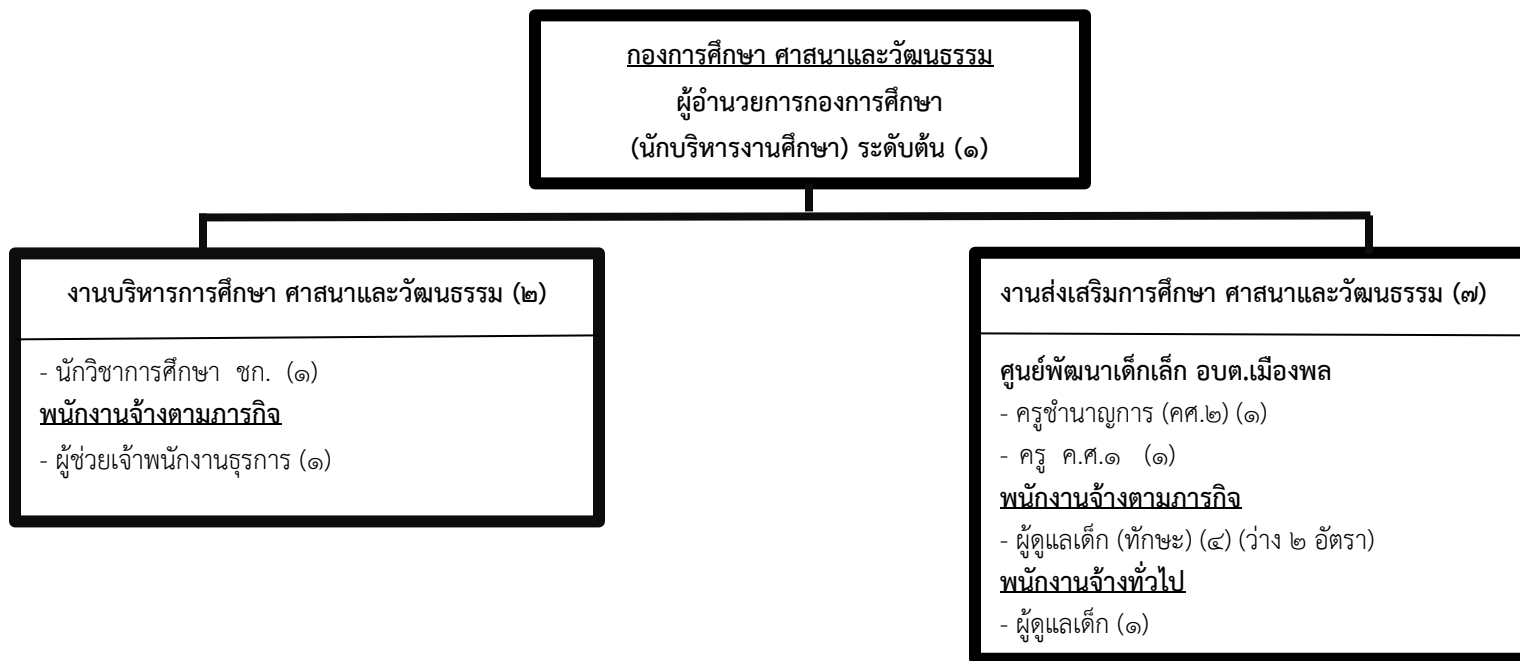 กองการศึกษา ศาสนาและวัฒนธรรม
ผู้อำนวยการกองการศึกษา
(นักบริหารงานศึกษา) ระดับต้น (๑)
งานบริหารการศึกษา ศาสนาและวัฒนธรรม (๒)
- นักวิชาการศึกษา ชก. (๑)
พนักงานจ้างตามภารกิจ
- ผู้ช่วยเจ้าพนักงานธุรการ (๑)
งานส่งเสริมการศึกษา ศาสนาและวัฒนธรรม (๗)
ศูนย์พัฒนาเด็กเล็ก อบต.เมืองพล
- ครูชำนาญการ (คศ.๒) (๑)
- ครู ค.ศ.๑ (๑)
พนักงานจ้างตามภารกิจ
- ผู้ดูแลเด็ก (ทักษะ) (๔) (ว่าง ๒ อัตรา)
พนักงานจ้างทั่วไป
- ผู้ดูแลเด็ก (๑)